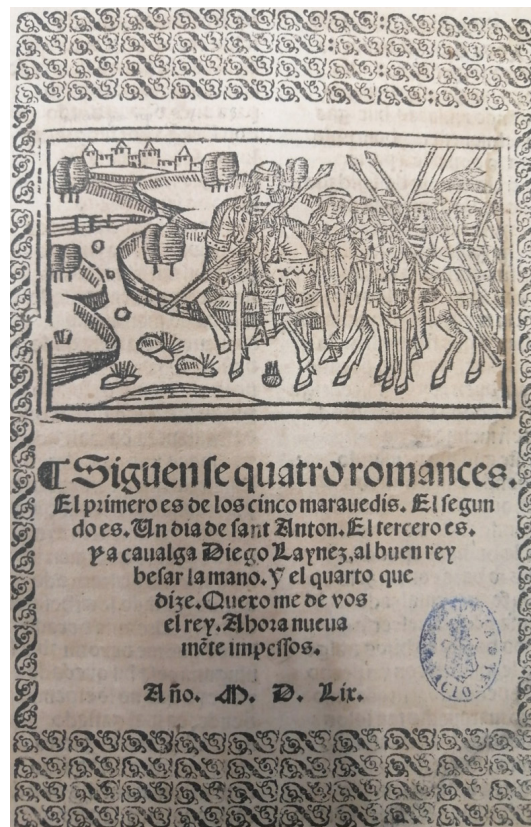 ¶ Siguen se quatro romances.
El primero es de los cinco marauedis. El segun
do es. Un dia de sant Anton. El tercero es.
ya caualga Diego Laynez, al buen rey
besar la mano. y el quarto que
dize. Quexo me de vos
el rey. Ahora nueua
mẽte impessos.
Año. M. D. Lix.